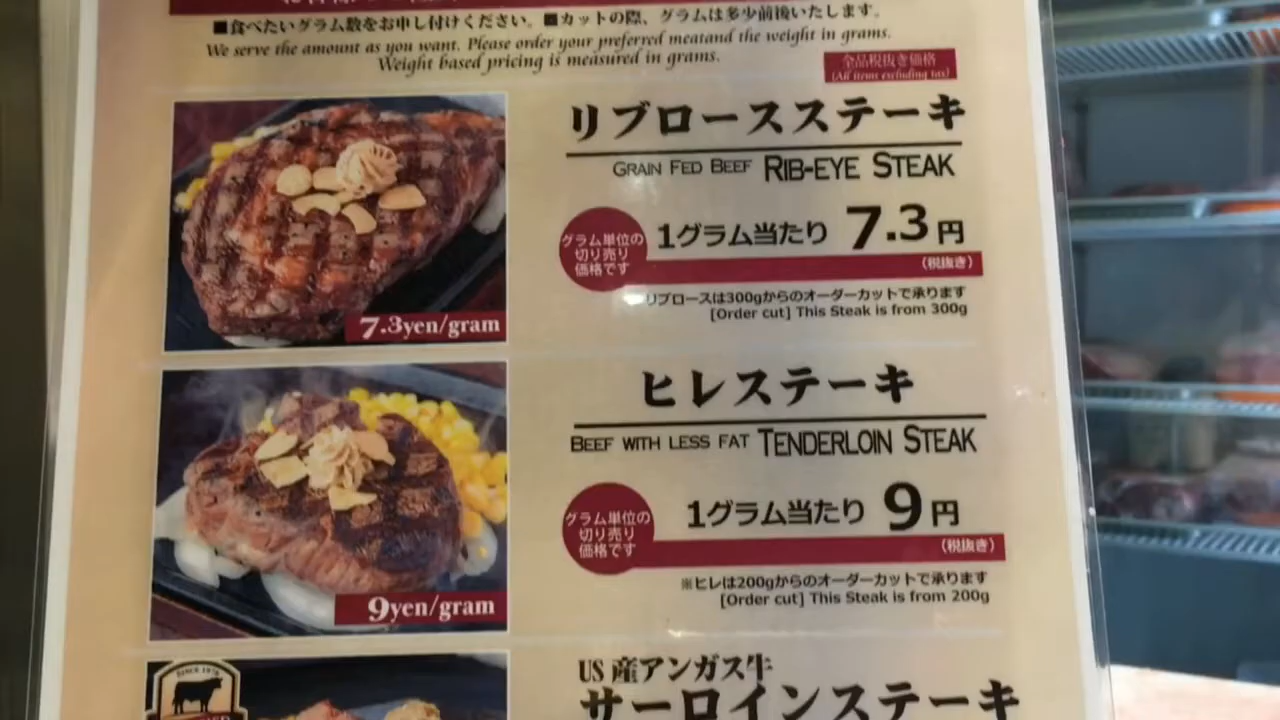 ■食べたいグラム数をお申し付けください。■カットの際、グラムは多少前後いたします。
We serve the amount as you want. Please order your preferred meatand the weight in grams.
Weight based pricing is measured in grams.
全品税抜き価格
(All items excluding tax)
リブロースステーキ
GRAIN FED BEEF RIB-EYE STEAK
グラム単位の
切り売り
価格です
1グラム当たり 7.3円
(税抜き)
7.3yen/gram
リブロースは300gからのオーダーカットで承ります
[Order cut] This Steak is from 300g
ヒレステーキ
BEEF WITH LESS FAT TENDERLOIN STEAK
グラム単位の
切り売り
価格です
1グラム当たり 9円
(税抜き)
9yen/gram
※ヒレは200gからのオーダーカットで承ります
[Order cut] This Steak is from 200g
US産アンガス牛
サーロインステーキ